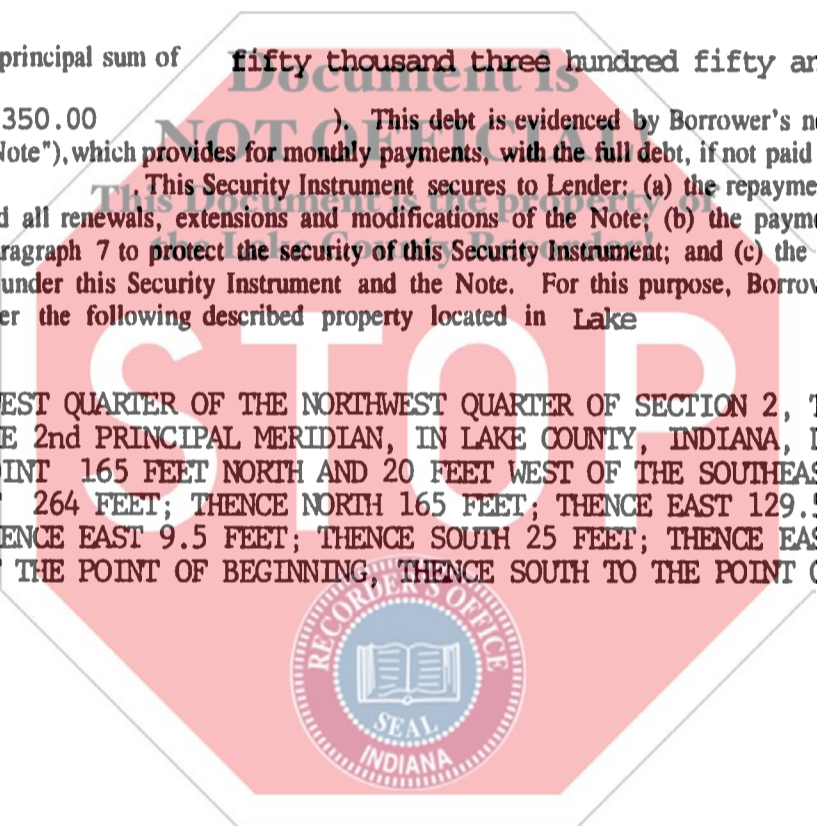 principal sum of fifty thousand three hundred fifty an
350.00 ). This debt is evidenced by Borrower's n
Note"), which provides for monthly payments, with the full debt, if not paid
. This Security Instrument secures to Lender: (a) the repayme
d all renewals, extensions and modifications of the Note; (b) the payme
ragraph 7 to protect the security of this Security Instrument; and (c) the
under this Security Instrument and the Note. For this purpose, Borrow
er the following described property located in Lake
EST QUARTER OF THE NORTHWEST QUARTER OF SECTION 2, T
E 2nd PRINCIPAL MERIDIAN, IN LAKE COUNTY, INDIANA, D
INT 165 FEET NORTH AND 20 FEET WEST OF THE SOUTHEAS
264 FEET; THENCE NORTH 165 FEET; THENCE EAST 129.5
ENCE EAST 9.5 FEET; THENCE SOUTH 25 FEET; THENCE EAS
THE POINT OF BEGINNING, THENCE SOUTH TO THE POINT O
Document is
NOT OFFICIAL
This Document is the property of
the Lake County Recorder!
STOP
RECORDER'S OFFICE
SEAL
INDIANA